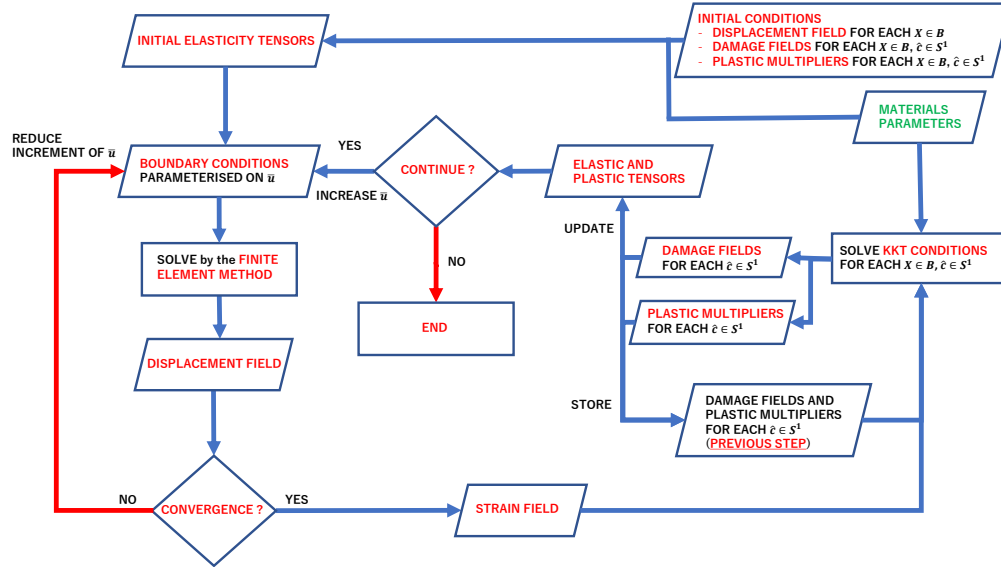 INITIAL CONDITIONS
- DISPLACEMENT FIELD FOR EACH X ∈ B
- DAMAGE FIELDS FOR EACH X ∈ B, ĉ ∈ S¹
- PLASTIC MULTIPLIERS FOR EACH X ∈ B, ĉ ∈ S¹
INITIAL ELASTICITY TENSORS
MATERIALS
PARAMETERS
REDUCE
INCREMENT OF ū
BOUNDARY CONDITIONS
PARAMETERISED ON ū
YES
INCREASE ū
CONTINUE ?
ELASTIC AND
PLASTIC TENSORS
UPDATE
SOLVE by the FINITE
ELEMENT METHOD
NO
DAMAGE FIELDS
FOR EACH ĉ ∈ S¹
SOLVE KKT CONDITIONS
FOR EACH X ∈ B, ĉ ∈ S¹
END
PLASTIC MULTIPLIERS
FOR EACH ĉ ∈ S¹
DISPLACEMENT FIELD
STORE
DAMAGE FIELDS AND
PLASTIC MULTIPLIERS
FOR EACH ĉ ∈ S¹
(PREVIOUS STEP)
NO
CONVERGENCE ?
YES
STRAIN FIELD